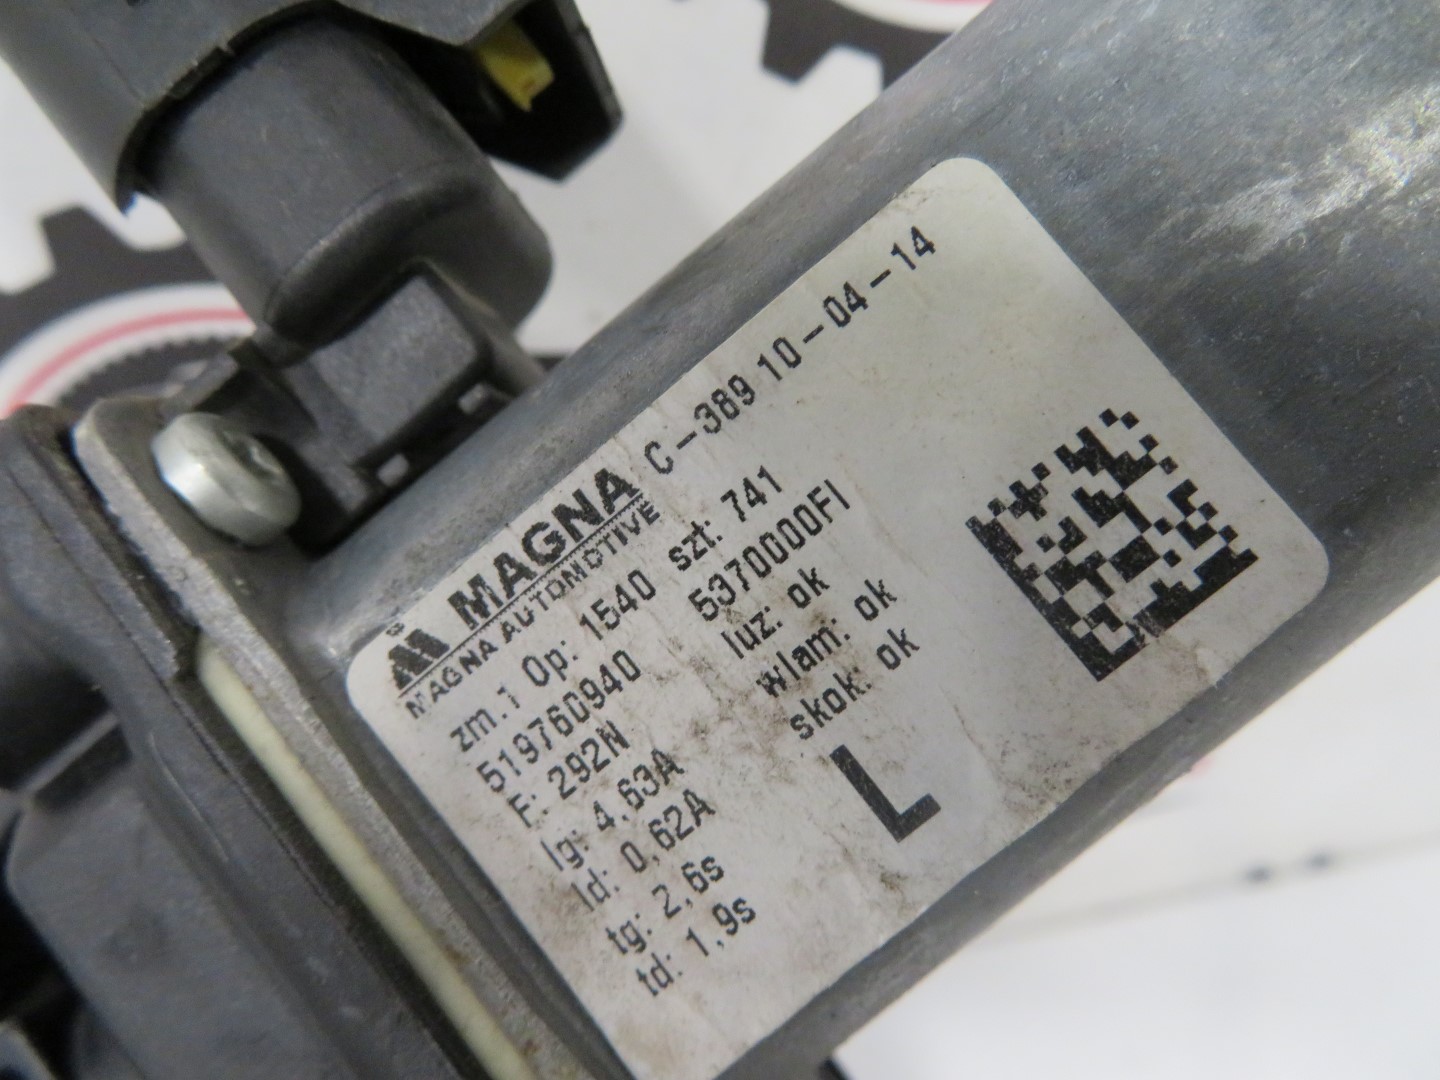 MAGNA C-389 10-04-14
MAGNA AUTOMOTIVE
zm.1 Op: 1540 szt: 741
519760940 5370000FI
F: 292N luz: ok
Ig: 4,63A wlam: ok
Id: 0,62A skok: ok
tg: 2,6s L
td: 1,9s